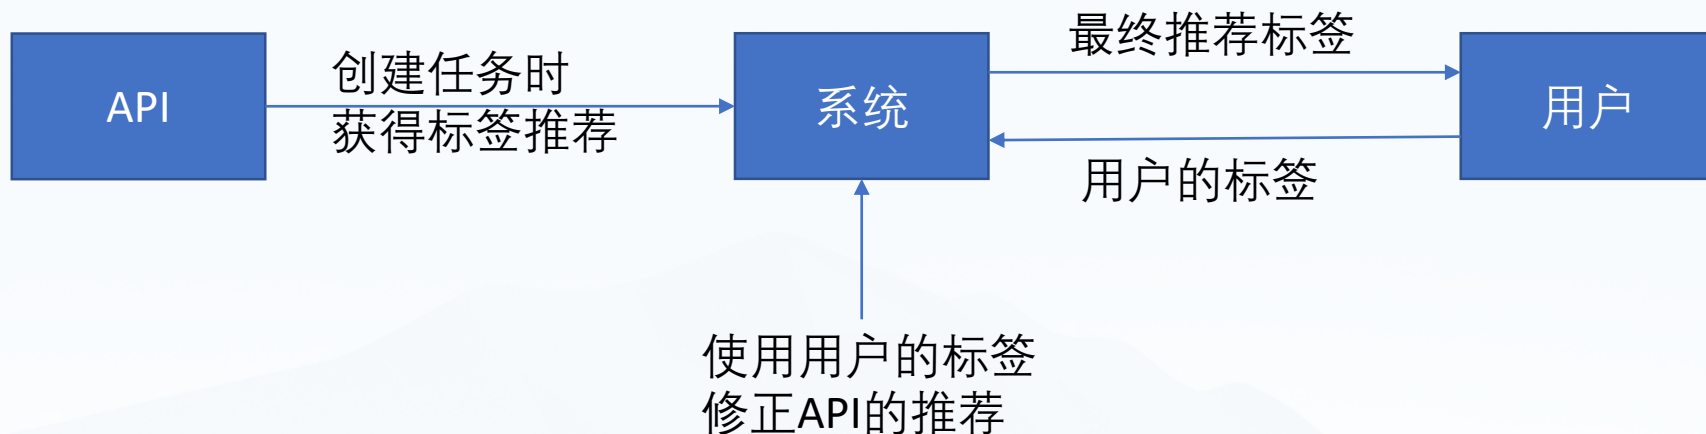 API
创建任务时
获得标签推荐
系统
最终推荐标签
用户的标签
用户
使用用户的标签
修正API的推荐